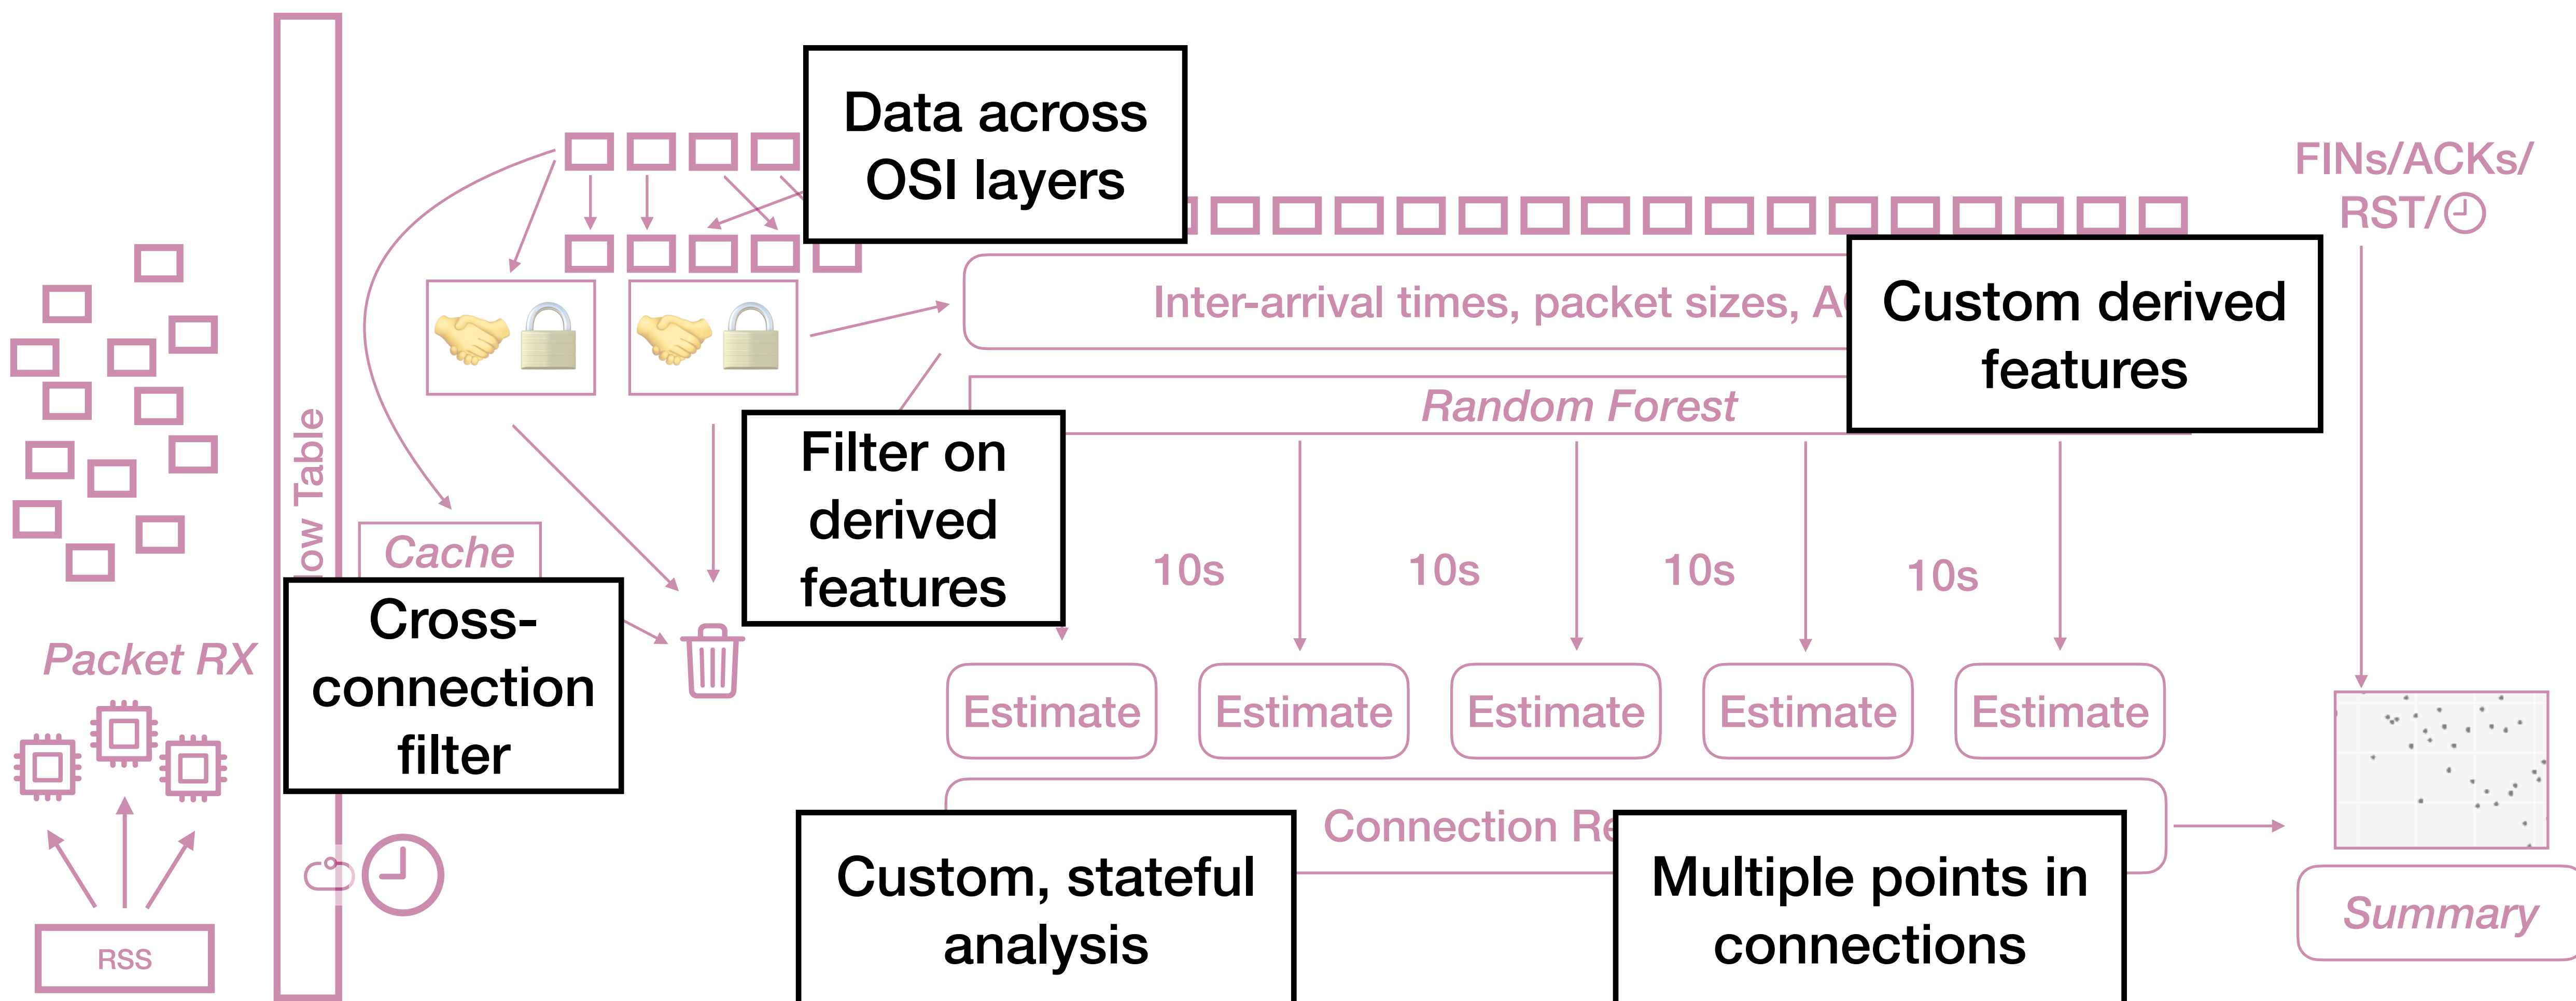 Data across
OSI layers
FINs/ACKs/
RST/
Inter-arrival times, packet sizes,
Custom derived
features
Random Forest
Filter on
derived
features
Table
Cache
10s
10s
10s
10s
Cross-
connection
filter
Packet RX
Estimate
Estimate
Estimate
Estimate
Estimate
Connection
Custom, stateful
analysis
Multiple points in
connections
Summary
RSS